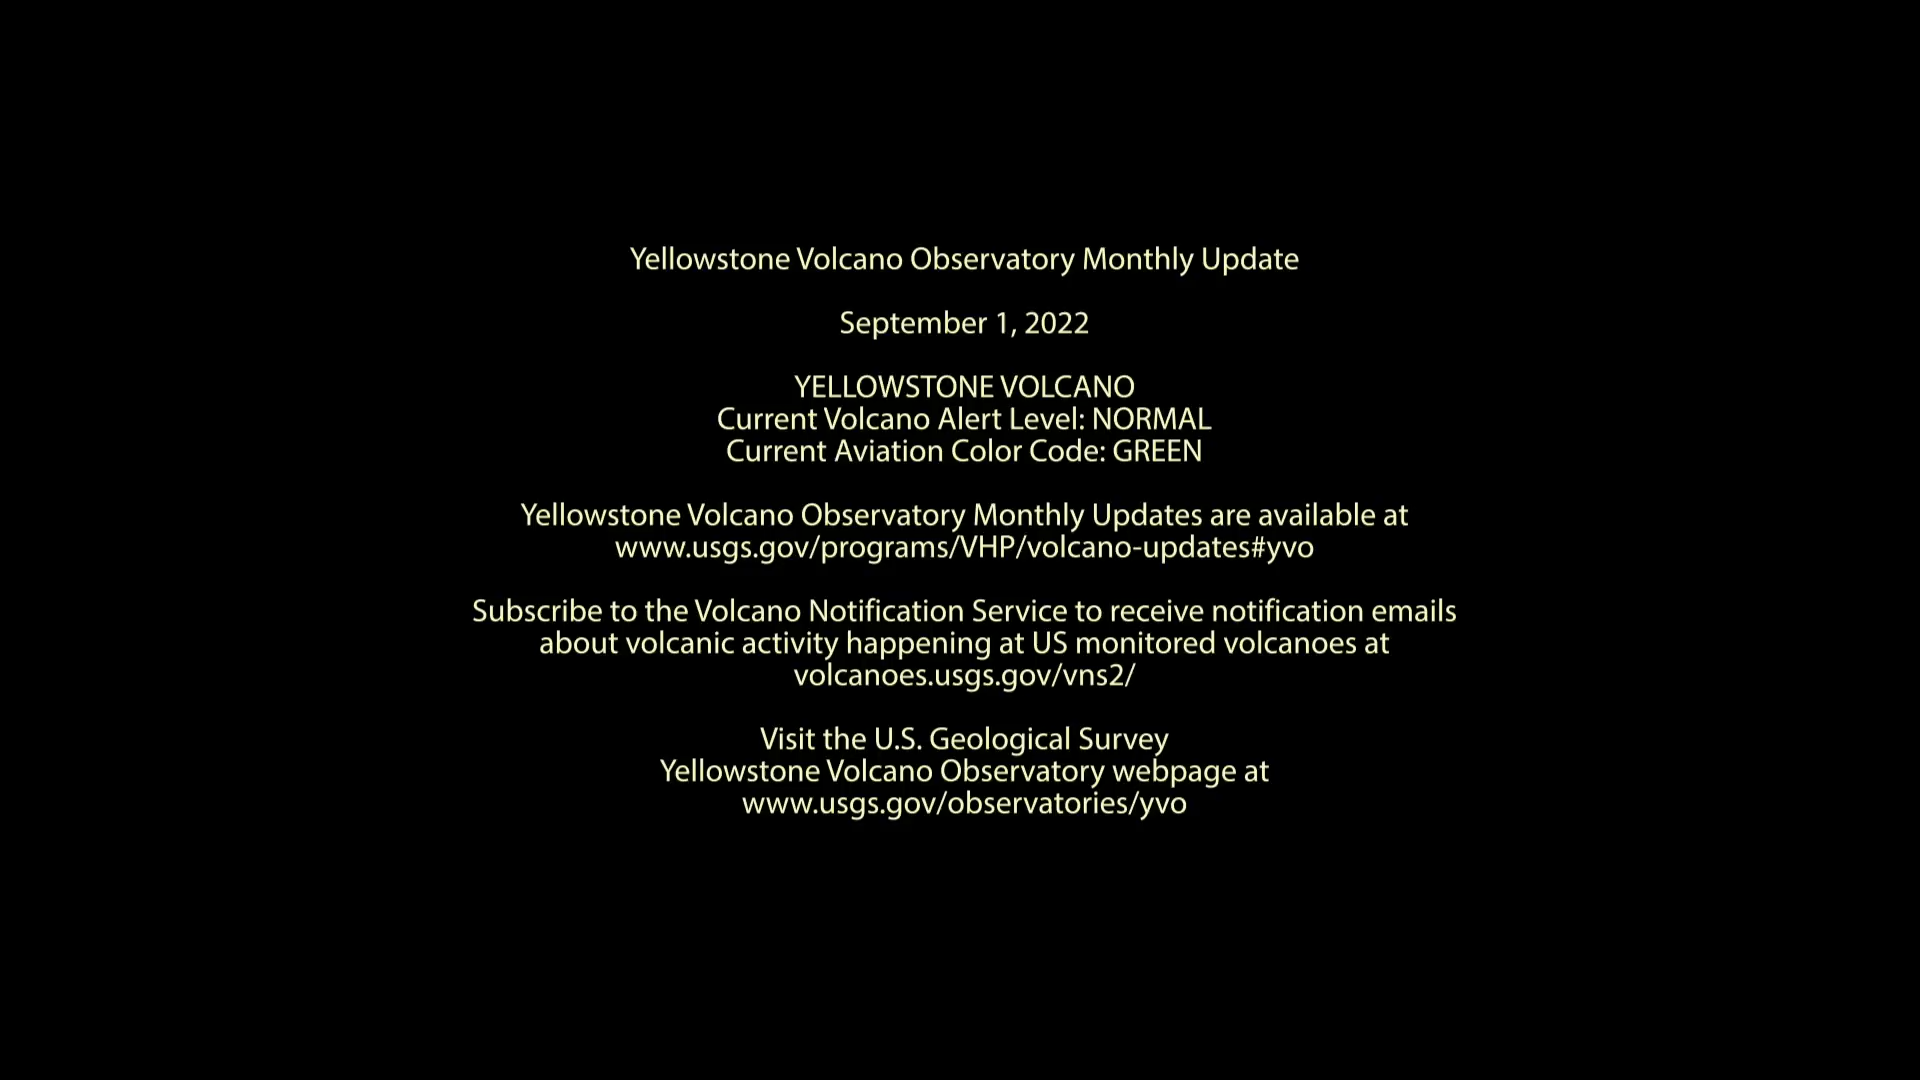 Yellowstone Volcano Observatory Monthly Update
September 1, 2022
YELLOWSTONE VOLCANO
Current Volcano Alert Level: NORMAL
Current Aviation Color Code: GREEN
Yellowstone Volcano Observatory Monthly Updates are available at
www.usgs.gov/programs/VHP/volcano-updates#yvo
Subscribe to the Volcano Notification Service to receive notification emails
about volcanic activity happening at US monitored volcanoes at
volcanoes.usgs.gov/vns2/
Visit the U.S. Geological Survey
Yellowstone Volcano Observatory webpage at
www.usgs.gov/observatories/yvo